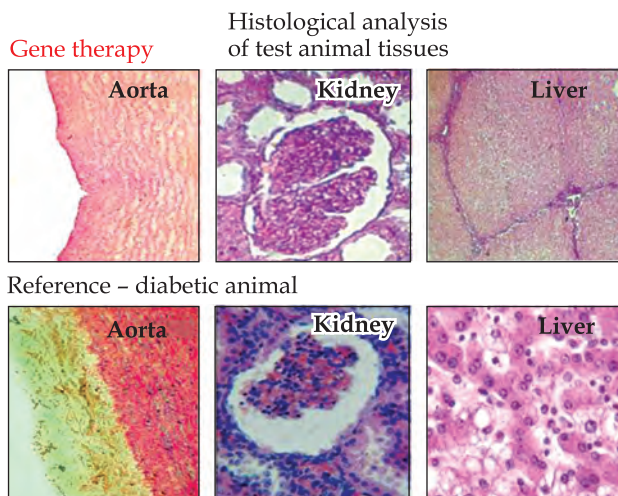 Histological analysis
Gene therapy
of test animal tissues
Aorta
Kidney
Liver
Reference – diabetic animal
Aorta
Kidney
Liver